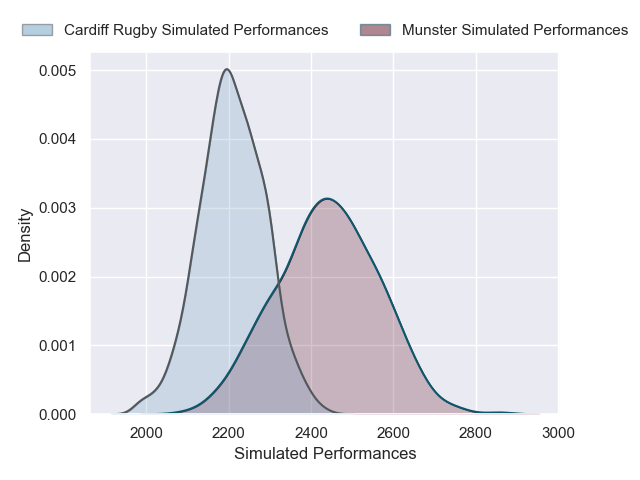 Cardiff Rugby Simulated Performances Munster Simulated Performances
0.005
0.004
0.003
0.002
0.001
0.000
Density
2000 2200 2400 2600 2800 3000
Simulated Performances